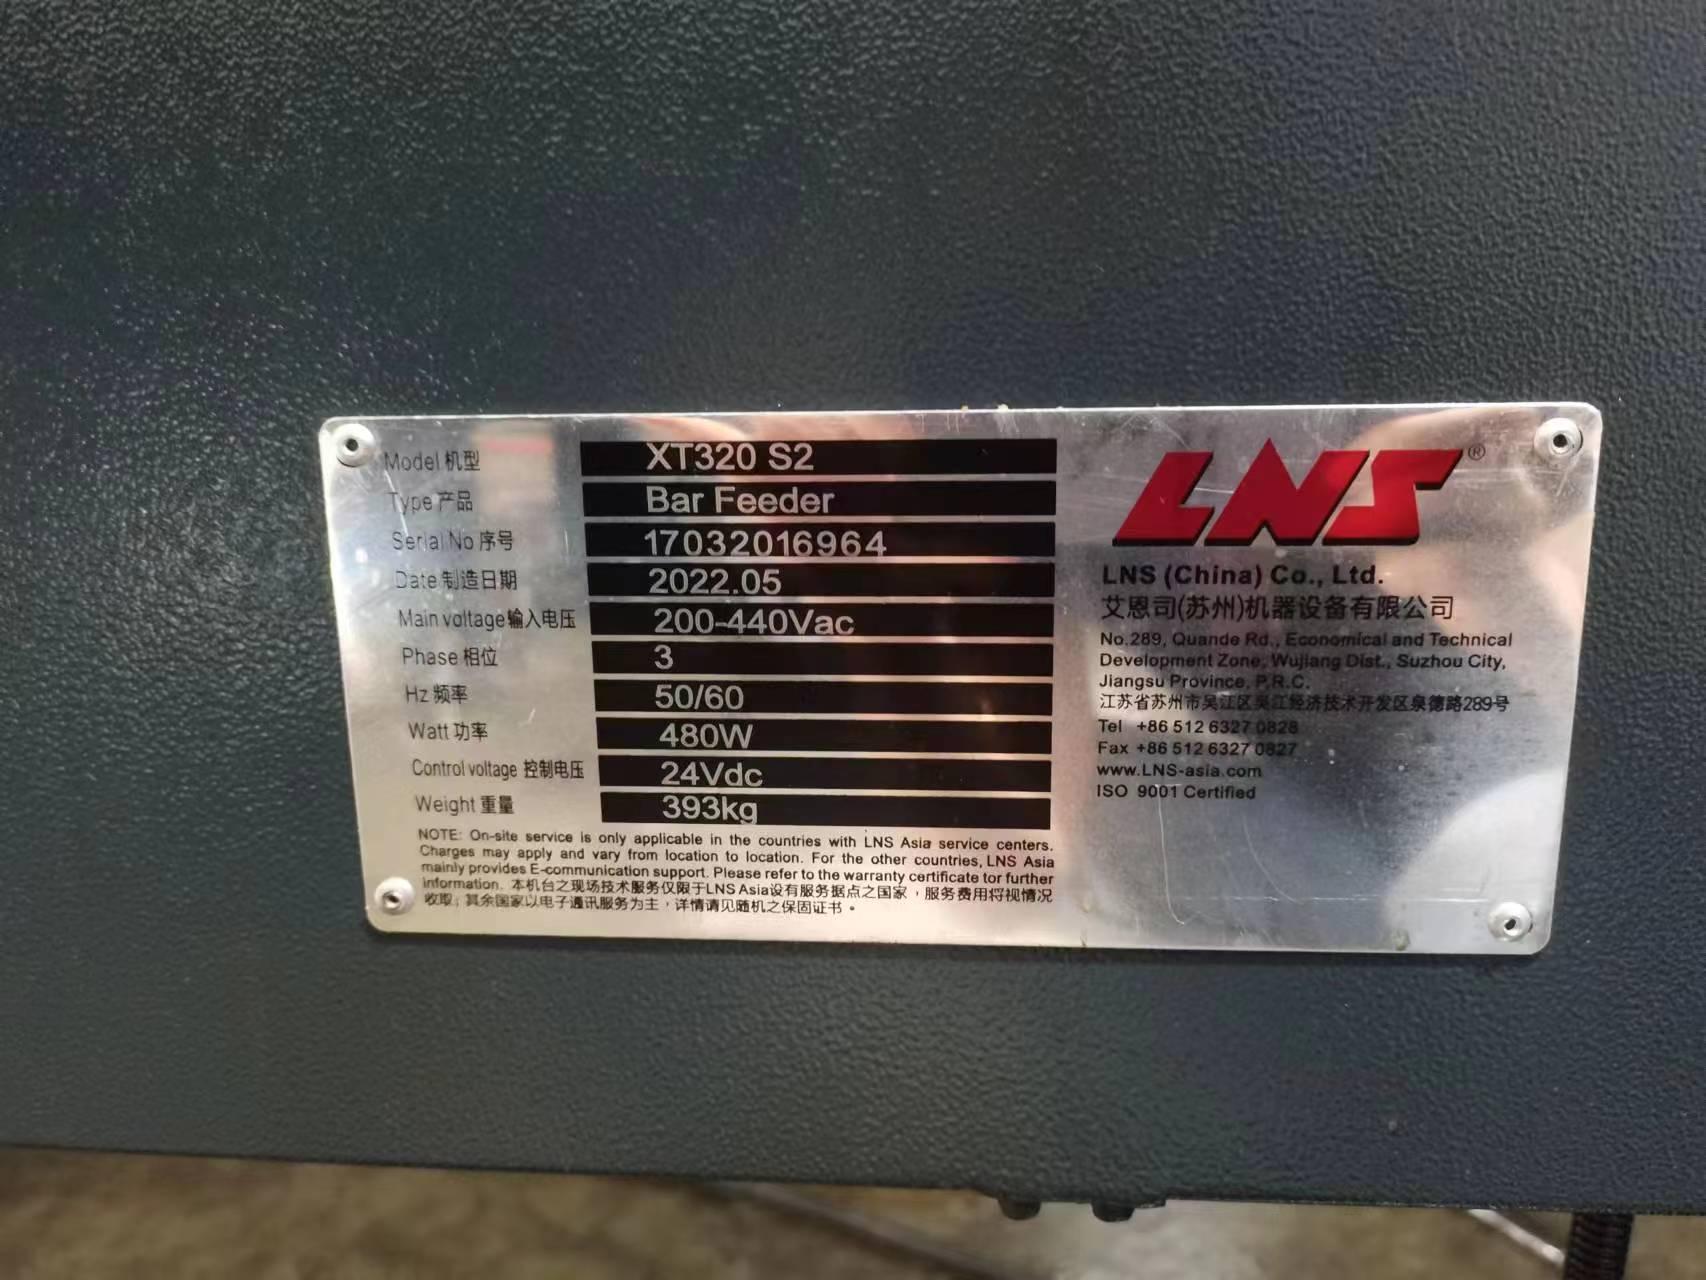 Model 机型 XT320 S2
Type 产品 Bar Feeder
Serial No 序号 17032016964
Date 制造日期 2022.05
Main voltage 输入电压 200-440Vac
Phase 相位 3
Hz 频率 50/60
Watt 功率 480W
Control voltage 控制电压 24Vdc
Weight 重量 393kg
NOTE: On-site service is only applicable in the countries with LNS Asia service centers.
Charges may apply and vary from location to location. For the other countries, LNS Asia
mainly provides E-communication support. Please refer to the warranty certificate for further
information. 本机台之现场技术服务仅限于LNS Asia设有服务据点之国家，服务费用将视情况
收取；其余国家以电子通讯服务为主，详情请见随机之保固证书。
LNS®
LNS (China) Co., Ltd.
艾恩司(苏州)机器设备有限公司
No.289, Quande Rd., Economical and Technical
Development Zone, Wujiang Dist., Suzhou City,
Jiangsu Province, P.R.C.
江苏省苏州市吴江区吴江经济技术开发区泉德路289号
Tel +86 512 6327 0828
Fax +86 512 6327 0827
www.LNS-asia.com
ISO 9001 Certified